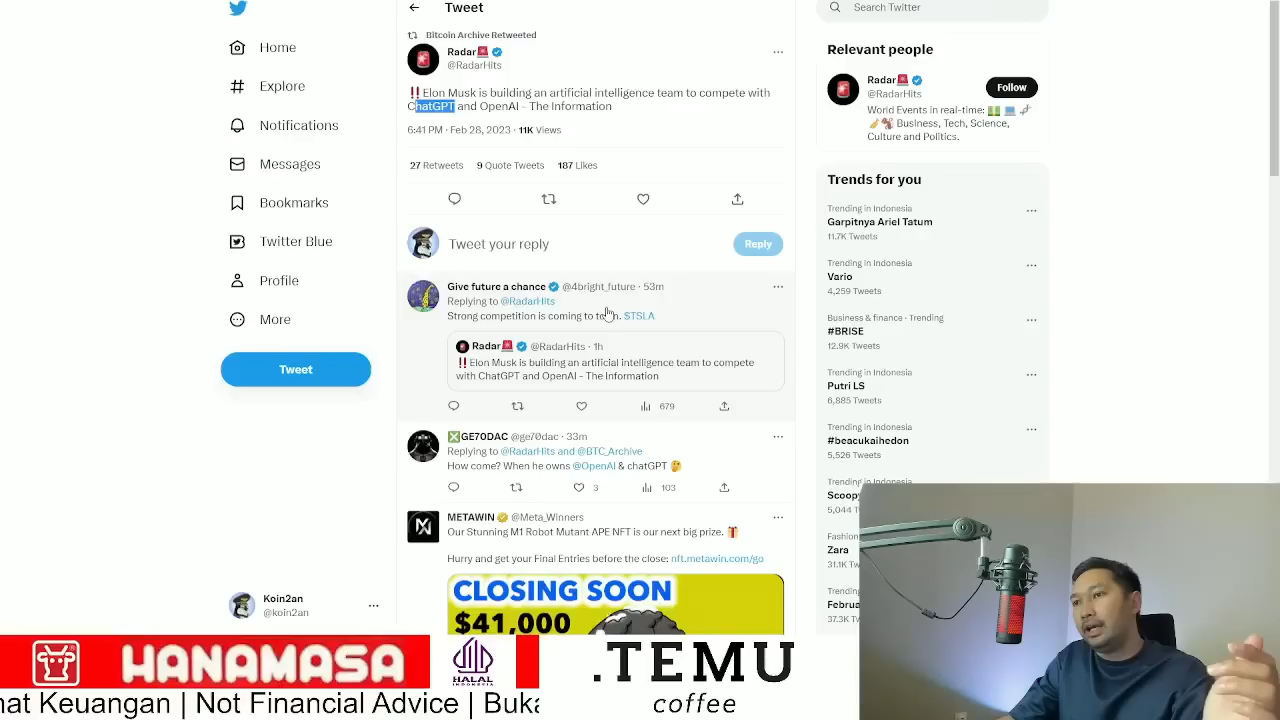 Home
Explore
Notifications
Messages
Bookmarks
Twitter Blue
Profile
More
Tweet
Koin2an
@koin2an
Tweet
Bitcoin Archive Retweeted
Radar🚨
@RadarHits
‼️Elon Musk is building an artificial intelligence team to compete with
ChatGPT and OpenAI - The Information
6:41 PM · Feb 28, 2023 · 11K Views
27 Retweets 9 Quote Tweets 187 Likes
Tweet your reply
Reply
Give future a chance @4bright_future · 53m
Replying to @RadarHits
Strong competition is coming to $TSLA
Radar🚨 @RadarHits · 1h
‼️Elon Musk is building an artificial intelligence team to compete
with ChatGPT and OpenAI - The Information
679
❎GE70DAC @ge70dac · 33m
Replying to @RadarHits and @BTC_Archive
How come? When he owns @OpenAI & chatGPT 🤔
3 103
METAWIN @Meta_Winners
Our Stunning M1 Robot Mutant APE NFT is our next big prize. 🎁
Hurry and get your Final Entries before the close: nft.metawin.com/go
CLOSING SOON
$41,000
Search Twitter
Relevant people
Radar🚨
@RadarHits
Follow
World Events in real-time: 💵 💻 🧬
Business, Tech, Science,
Culture and Politics.
Trends for you
Trending in Indonesia
Garpitnya Ariel Tatum
11.7K Tweets
Trending in Indonesia
Vario
4,259 Tweets
Business & finance · Trending
#BRISE
12.9K Tweets
Trending in Indonesia
Putri LS
6,885 Tweets
Trending in Indonesia
#beacukaihedon
5,526 Tweets
Trending in Indonesia
Scoopy
5,044
Zara
31.1K
37.3K
HANAMASA
HALAL
INDONESIA
.TEMU
coffee
Keuangan | Not Financial Advice |